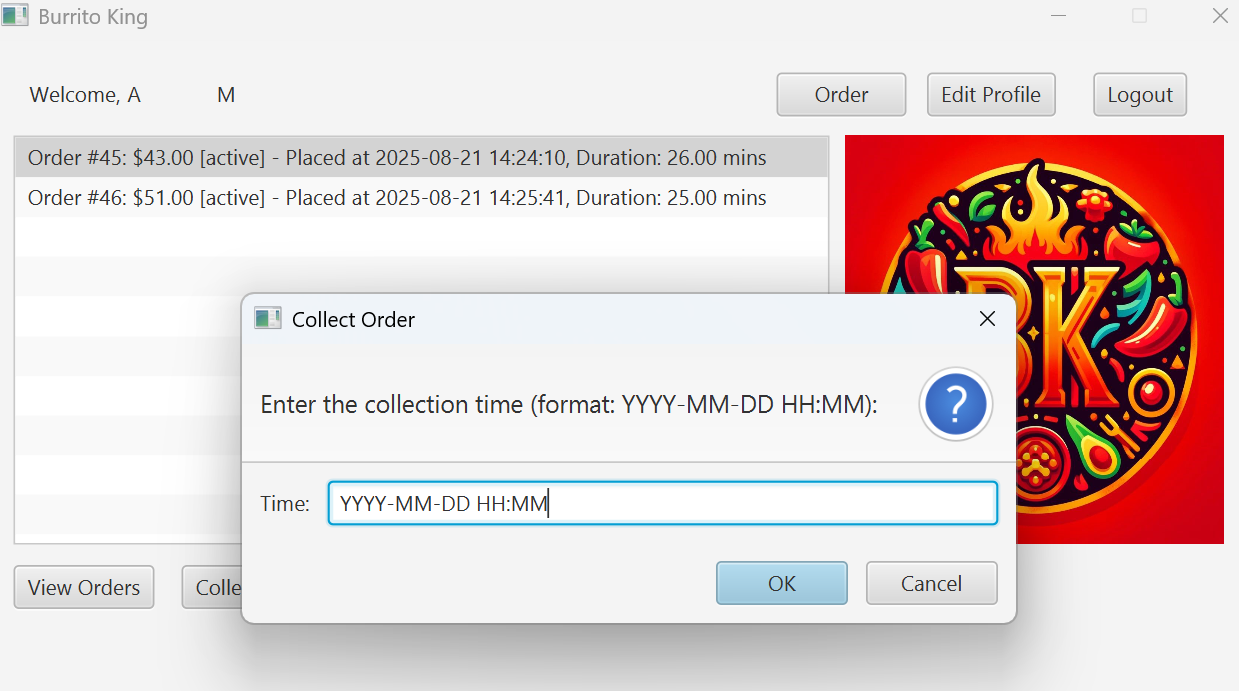 Burrito King
Welcome, A M
Order
Edit Profile
Logout
Order #45: $43.00 [active] - Placed at 2025-08-21 14:24:10, Duration: 26.00 mins
Order #46: $51.00 [active] - Placed at 2025-08-21 14:25:41, Duration: 25.00 mins
BK
Collect Order
Enter the collection time (format: YYYY-MM-DD HH:MM):
?
Time: YYYY-MM-DD HH:MM
OK
Cancel
View Orders
Colle